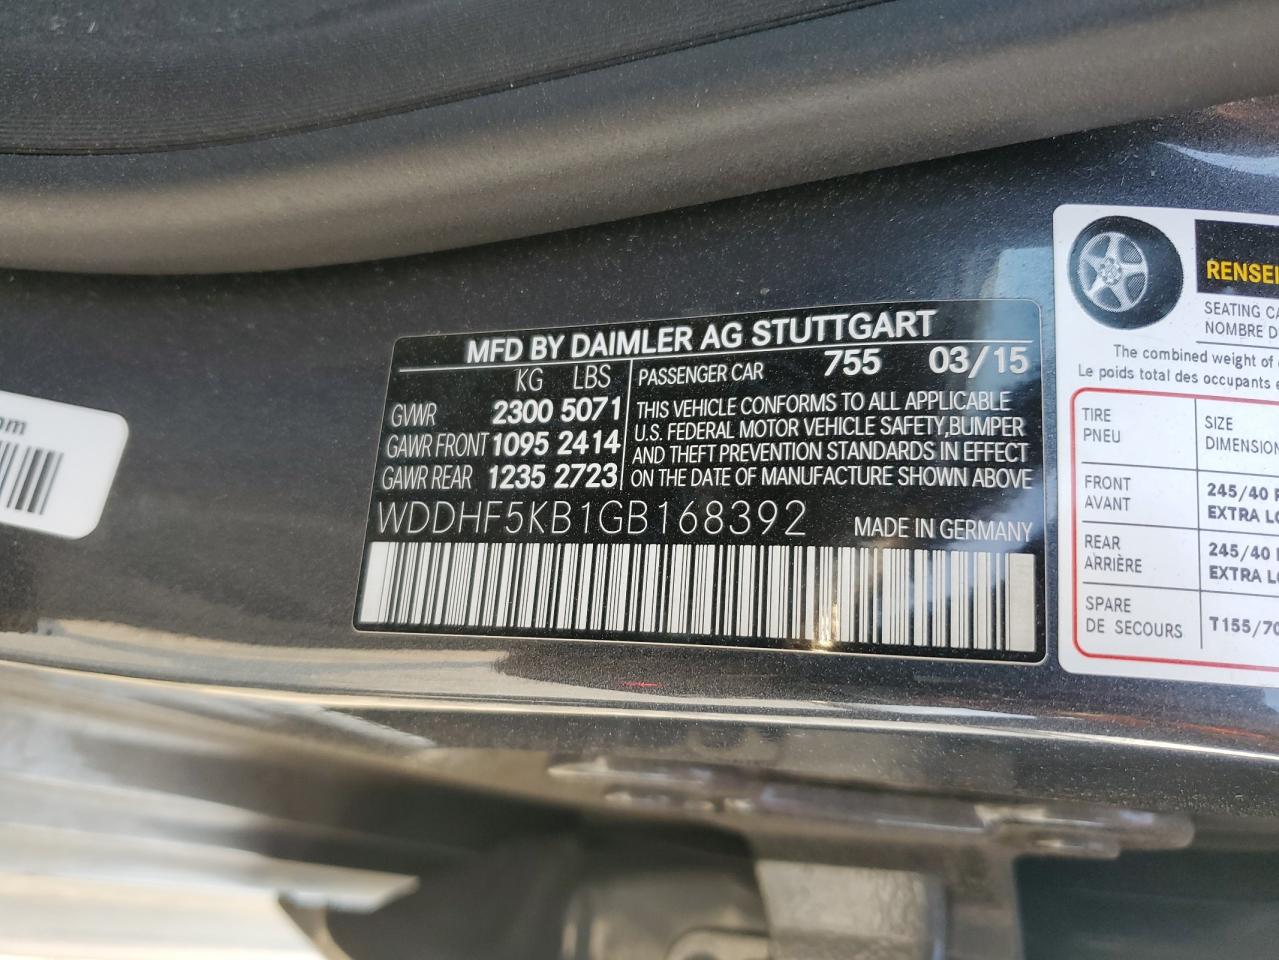 MFD BY DAIMLER AG STUTTGART
KG LBS
GVWR 2300 5071
GAWR FRONT 1095 2414
GAWR REAR 1235 2723
PASSENGER CAR 755 03/15
THIS VEHICLE CONFORMS TO ALL APPLICABLE
U.S. FEDERAL MOTOR VEHICLE SAFETY,BUMPER
AND THEFT PREVENTION STANDARDS IN EFFECT
ON THE DATE OF MANUFACTURE SHOWN ABOVE
WDDHF5KB1GB168392 MADE IN GERMANY
SEATING
NOMBRE
The combined weight of
Le poids total des occupants
TIRE
PNEU
SIZE
DIMENSION
FRONT
AVANT
245/40
EXTRA
REAR
ARRIÈRE
245/40
EXTRA
SPARE
DE SECOURS
T155/70